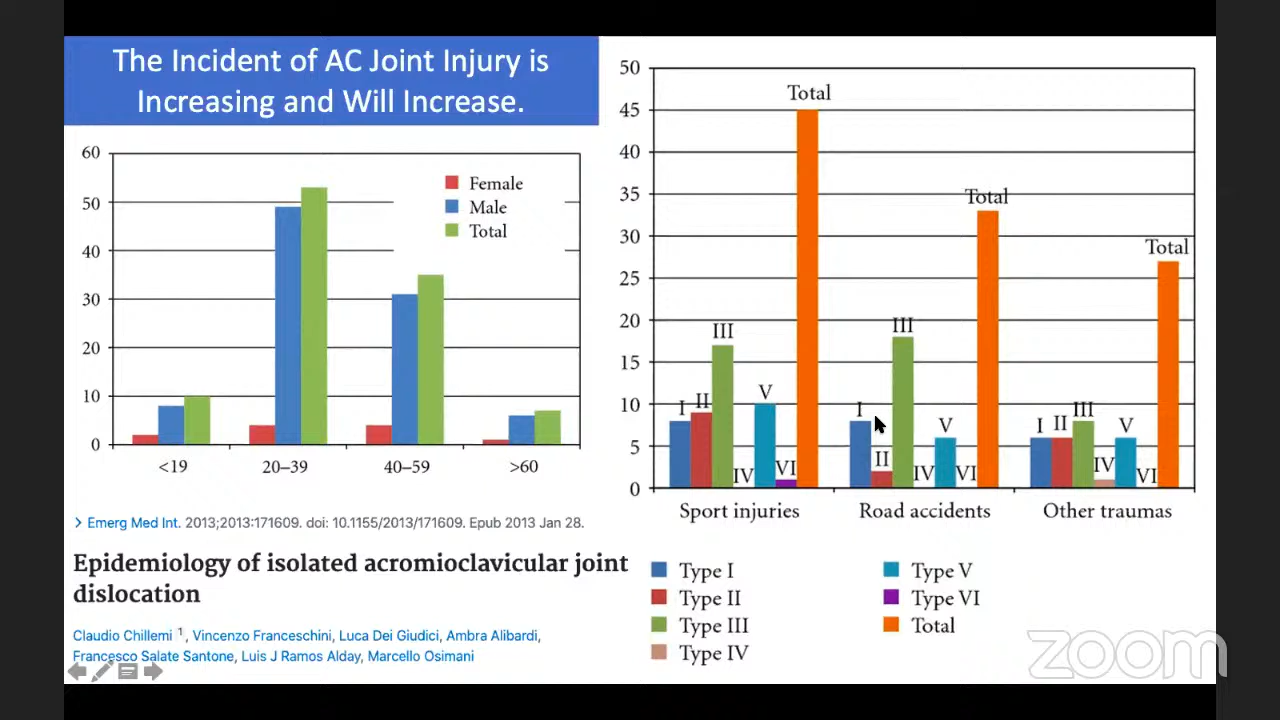 The Incident of AC Joint Injury is
Increasing and Will Increase.
60
50
40
30
20
10
0
Female
Male
Total
<19
20–39
40–59
>60
> Emerg Med Int. 2013;2013:171609. doi: 10.1155/2013/171609. Epub 2013 Jan 28.
Epidemiology of isolated acromioclavicular joint
dislocation
Claudio Chillemi 1, Vincenzo Franceschini, Luca Dei Giudici, Ambra Alibardi,
Francesco Salate Santone, Luis J Ramos Alday, Marcello Osimani
50
45
40
35
30
25
20
15
10
5
0
I
II
III
IV
V
VI
Total
I
II
III
IV
V
VI
Total
I
II
III
IV
V
VI
Total
Sport injuries
Road accidents
Other traumas
Type I
Type II
Type III
Type IV
Type V
Type VI
Total
zoom